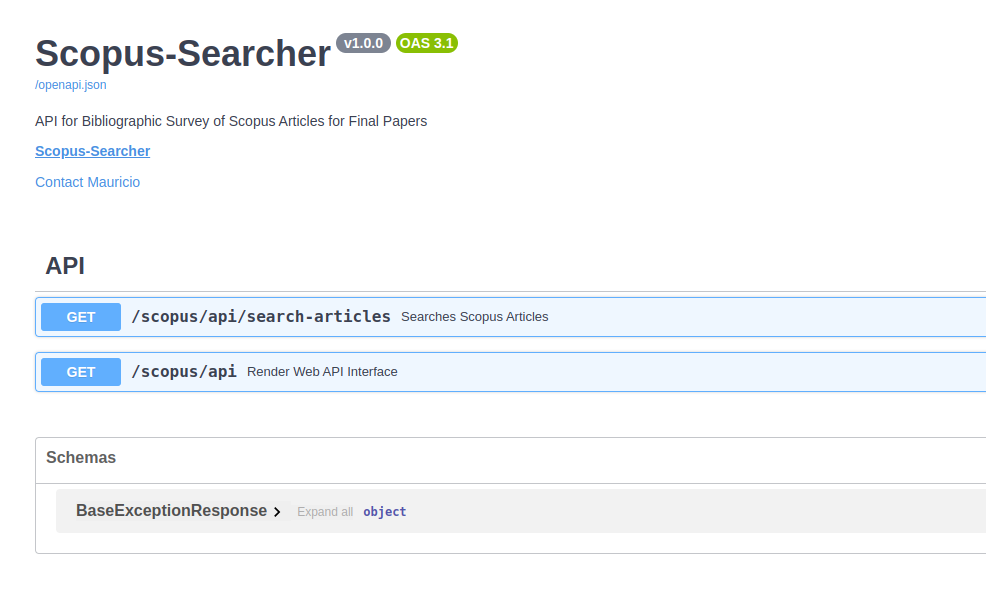 Scopus-Searcher v1.0.0 OAS 3.1
/openapi.json
API for Bibliographic Survey of Scopus Articles for Final Papers
Scopus-Searcher
Contact Mauricio
API
GET /scopus/api/search-articles Searches Scopus Articles
GET /scopus/api Render Web API Interface
Schemas
BaseExceptionResponse Expand all object